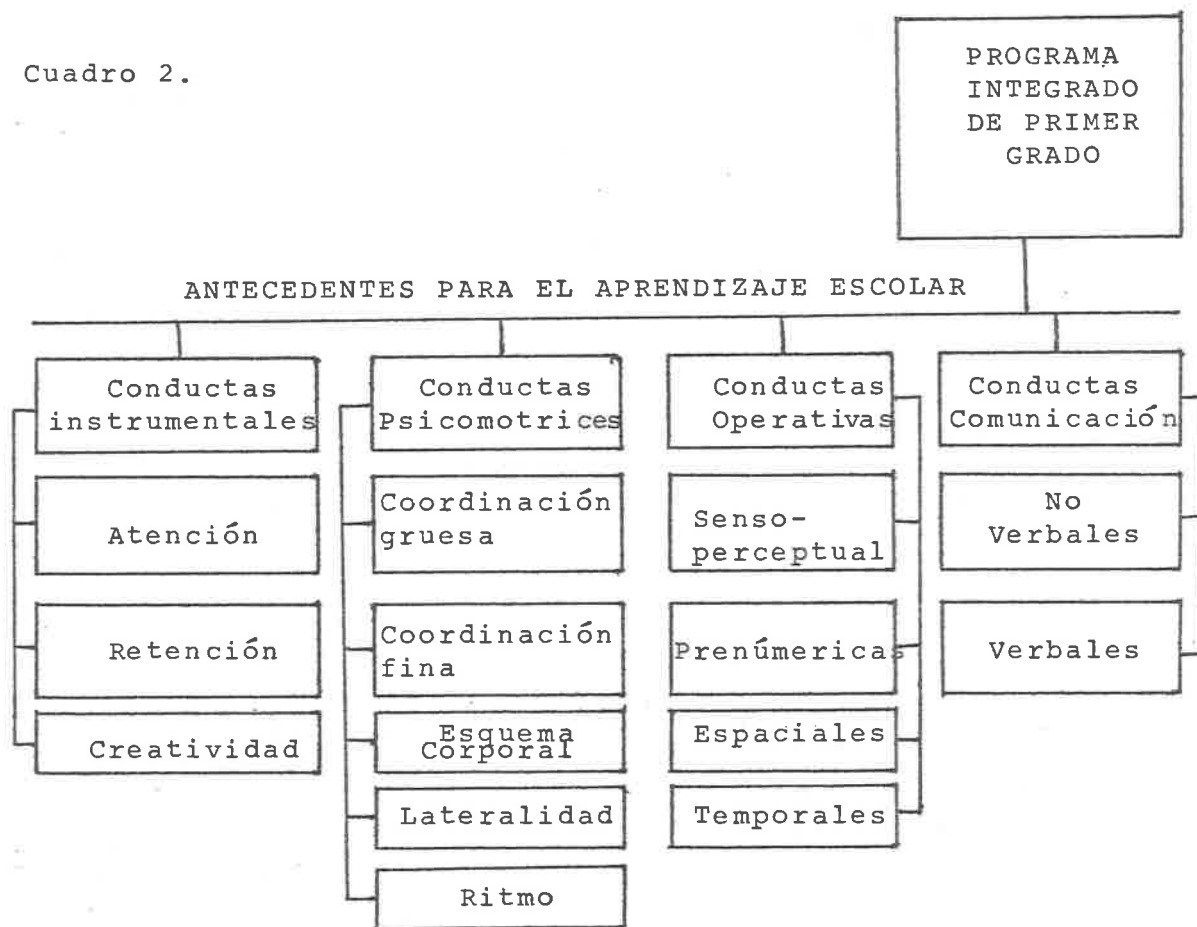 Cuadro 2.
PROGRAMA
INTEGRADO
DE PRIMER
GRADO
ANTECEDENTES PARA EL APRENDIZAJE ESCOLAR
Conductas
instrumentales
Atención
Retención
Creatividad
Conductas
Psicomotrices
Coordinación
gruesa
Coordinación
fina
Esquema
Corporal
Lateralidad
Ritmo
Conductas
Operativas
Senso-
perceptual
Prenúmericas
Espaciales
Temporales
Conductas
Comunicación
No
Verbales
Verbales